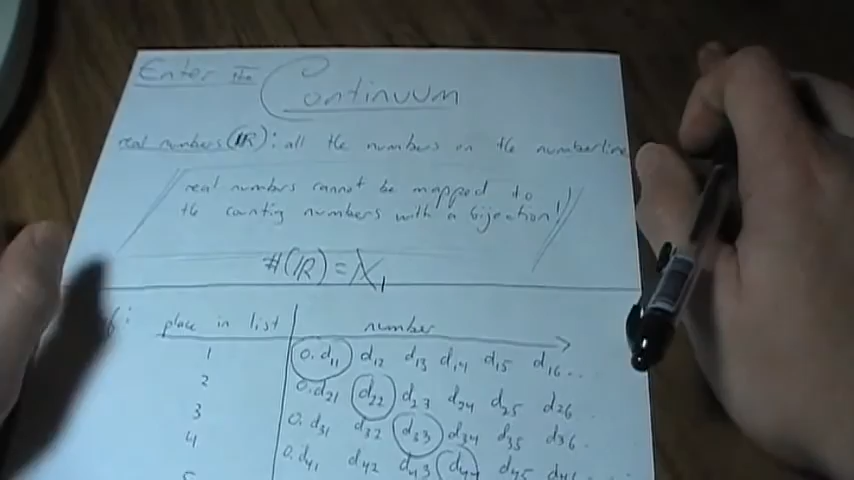 Enter the Continuum
real numbers (ℝ): all the numbers on the numberline
real numbers cannot be mapped to
the counting numbers with a bijection!
#(ℝ) = ℵ₁
place in list number
1 0.d₁₁ d₁₂ d₁₃ d₁₄ d₁₅ d₁₆...
2 0.d₂₁ d₂₂ d₂₃ d₂₄ d₂₅ d₂₆
3 0.d₃₁ d₃₂ d₃₃ d₃₄ d₃₅ d₃₆.
4 0.d₄₁ d₄₂ d₄₃ d₄₄ d₄₅ d₄₆
5